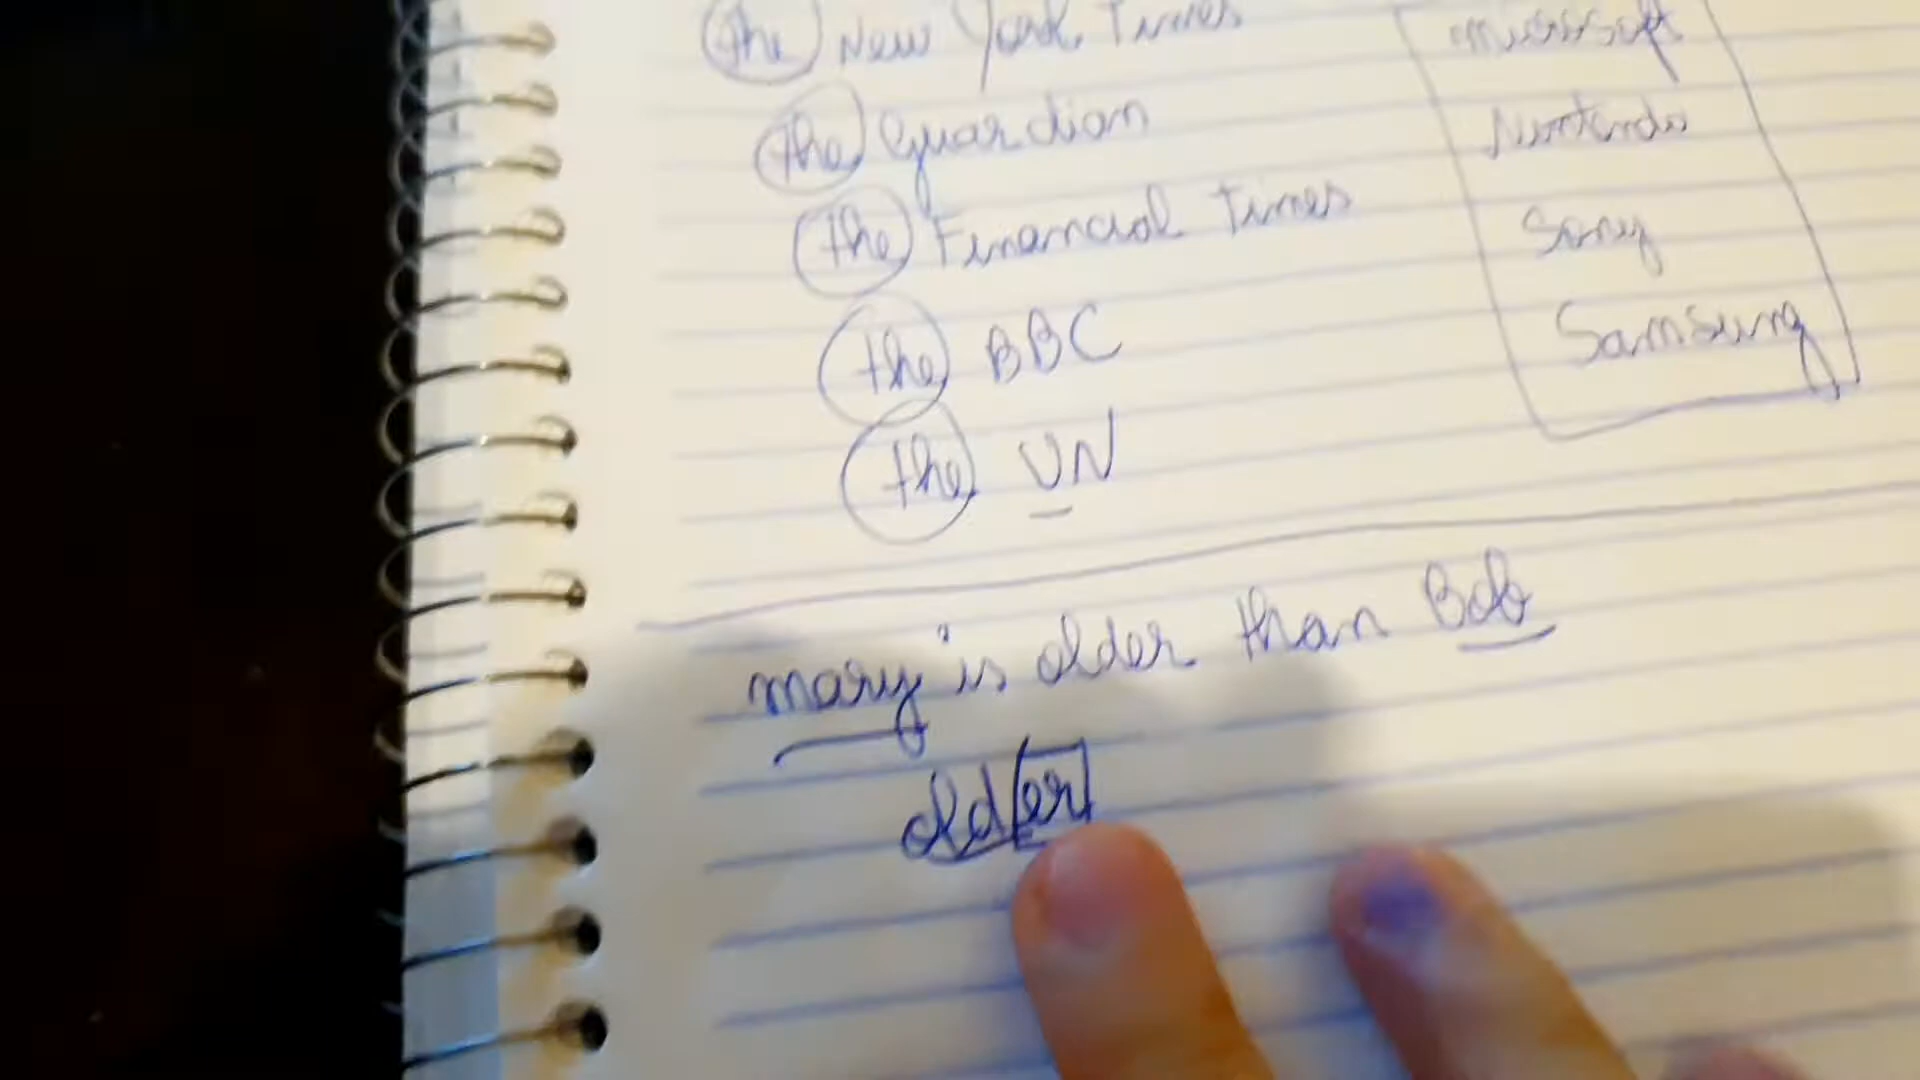 the New York Times
the Guardian
the Financial Times
the BBC
the UN
microsoft
Nintendo
Sony
Samsung
mary is older than Bob
older